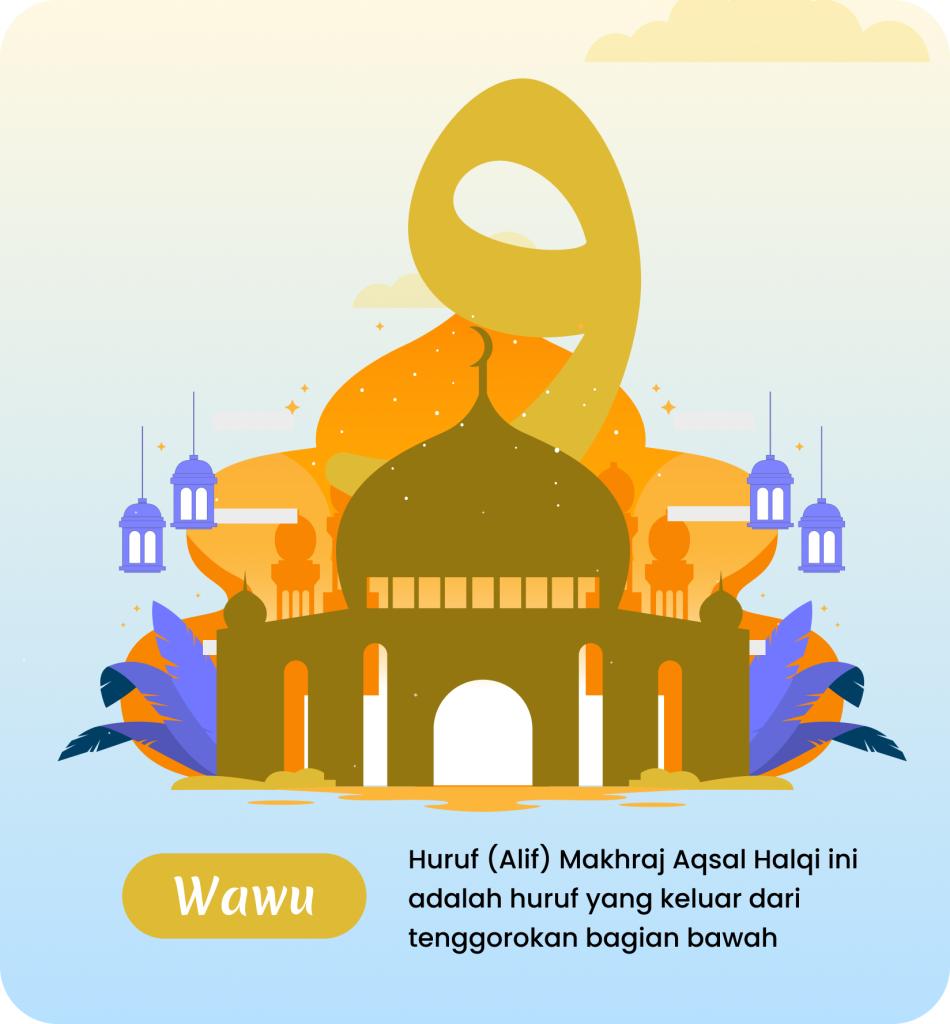 و
Wawu
Huruf (Alif) Makhraj Aqsal Halqi ini
adalah huruf yang keluar dari
tenggorokan bagian bawah